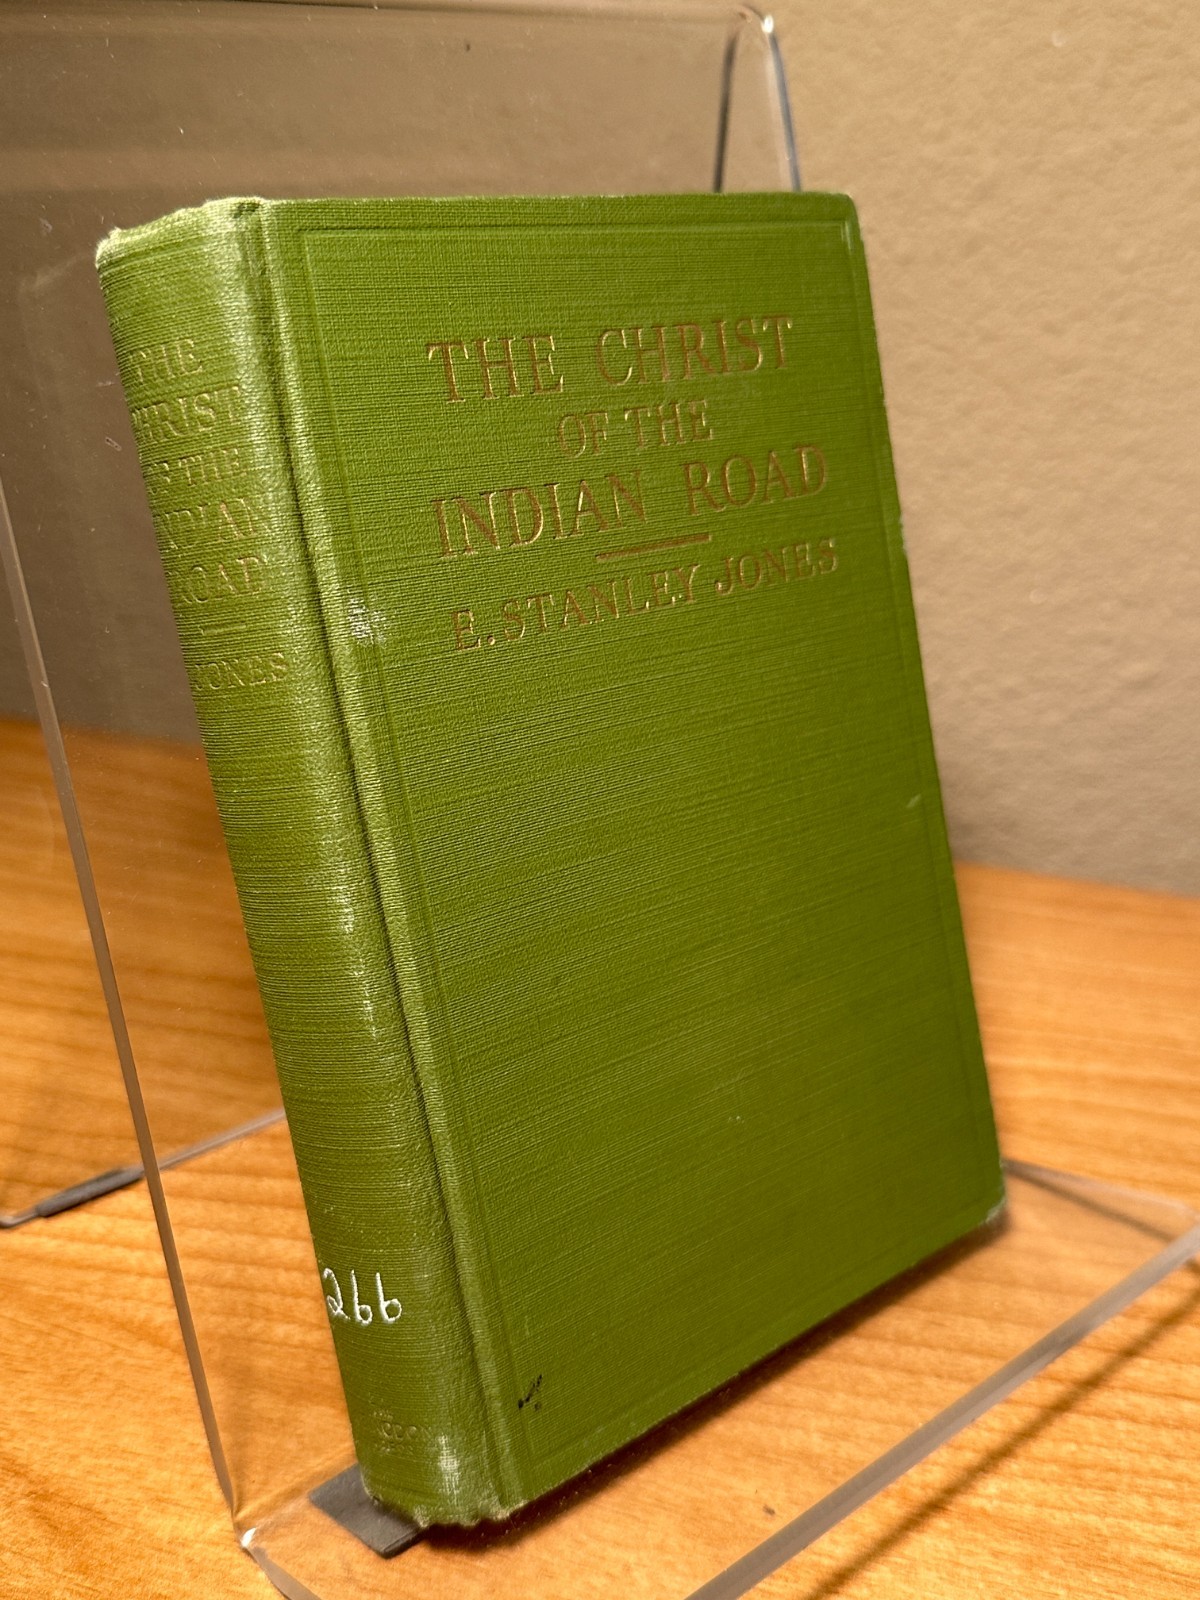 THE CHRIST
OF THE
INDIAN ROAD
E. STANLEY JONES
THE
CHRIST
OF THE
INDIAN
ROAD
JONES
266